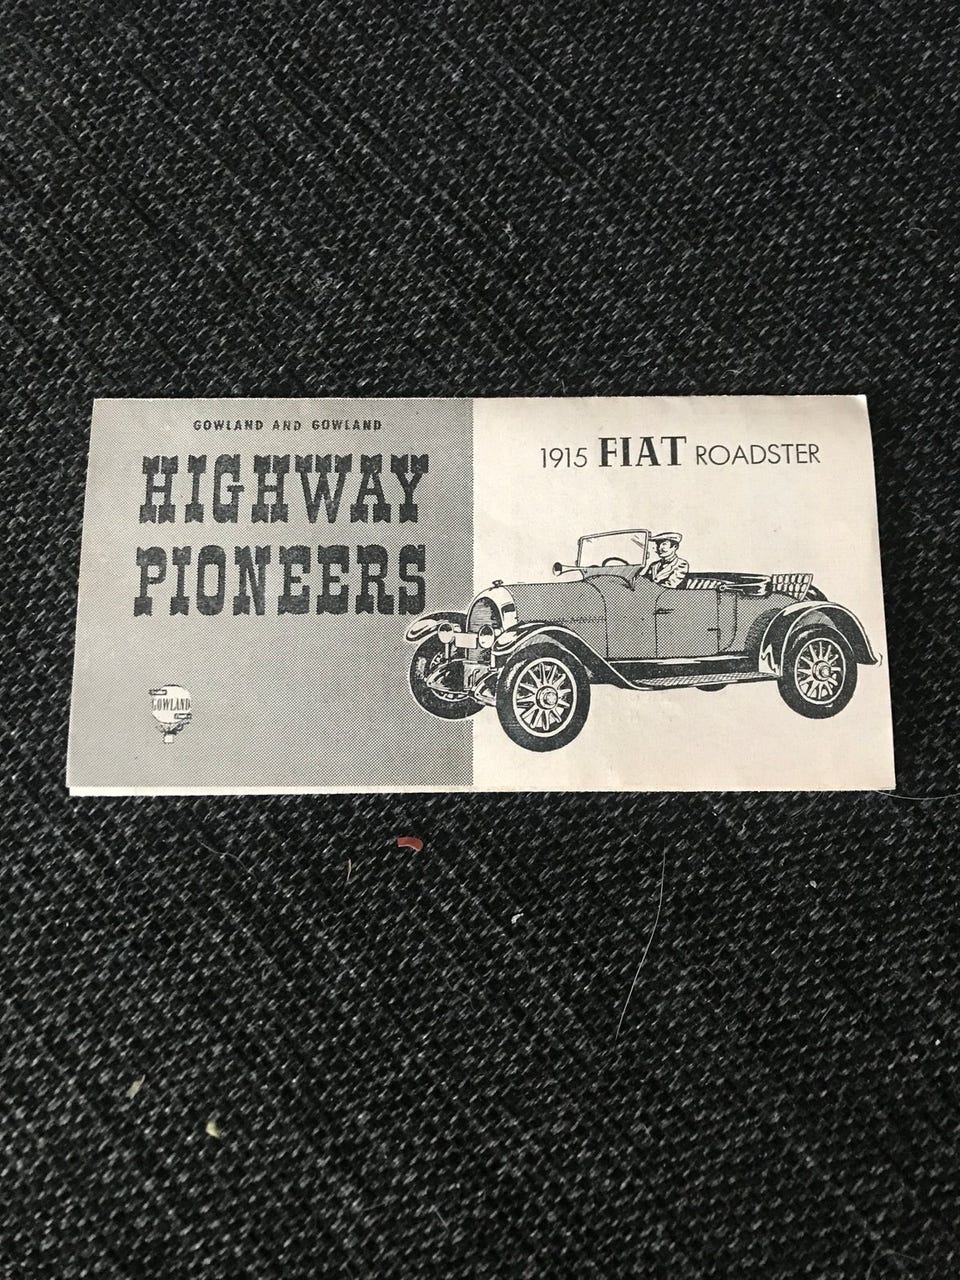 GOWLAND AND GOWLAND
HIGHWAY
PIONEERS
GOWLAND
1915 FIAT ROADSTER